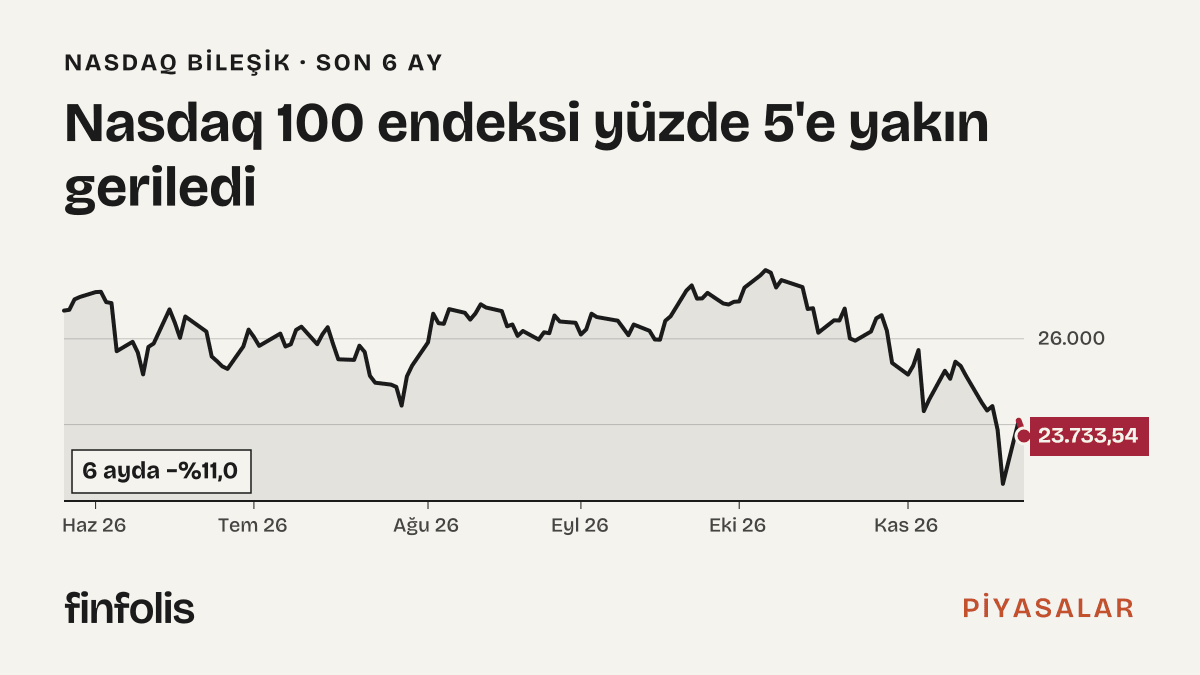 NASDAQ BİLEŞİK · SON 6 AY
Nasdaq 100 endeksi yüzde 5'e yakın
geriledi
26.000
23.733,54
6 ayda -%11,0
Haz 26 Tem 26 Ağu 26 Eyl 26 Eki 26 Kas 26
finfolis
PİYASALAR